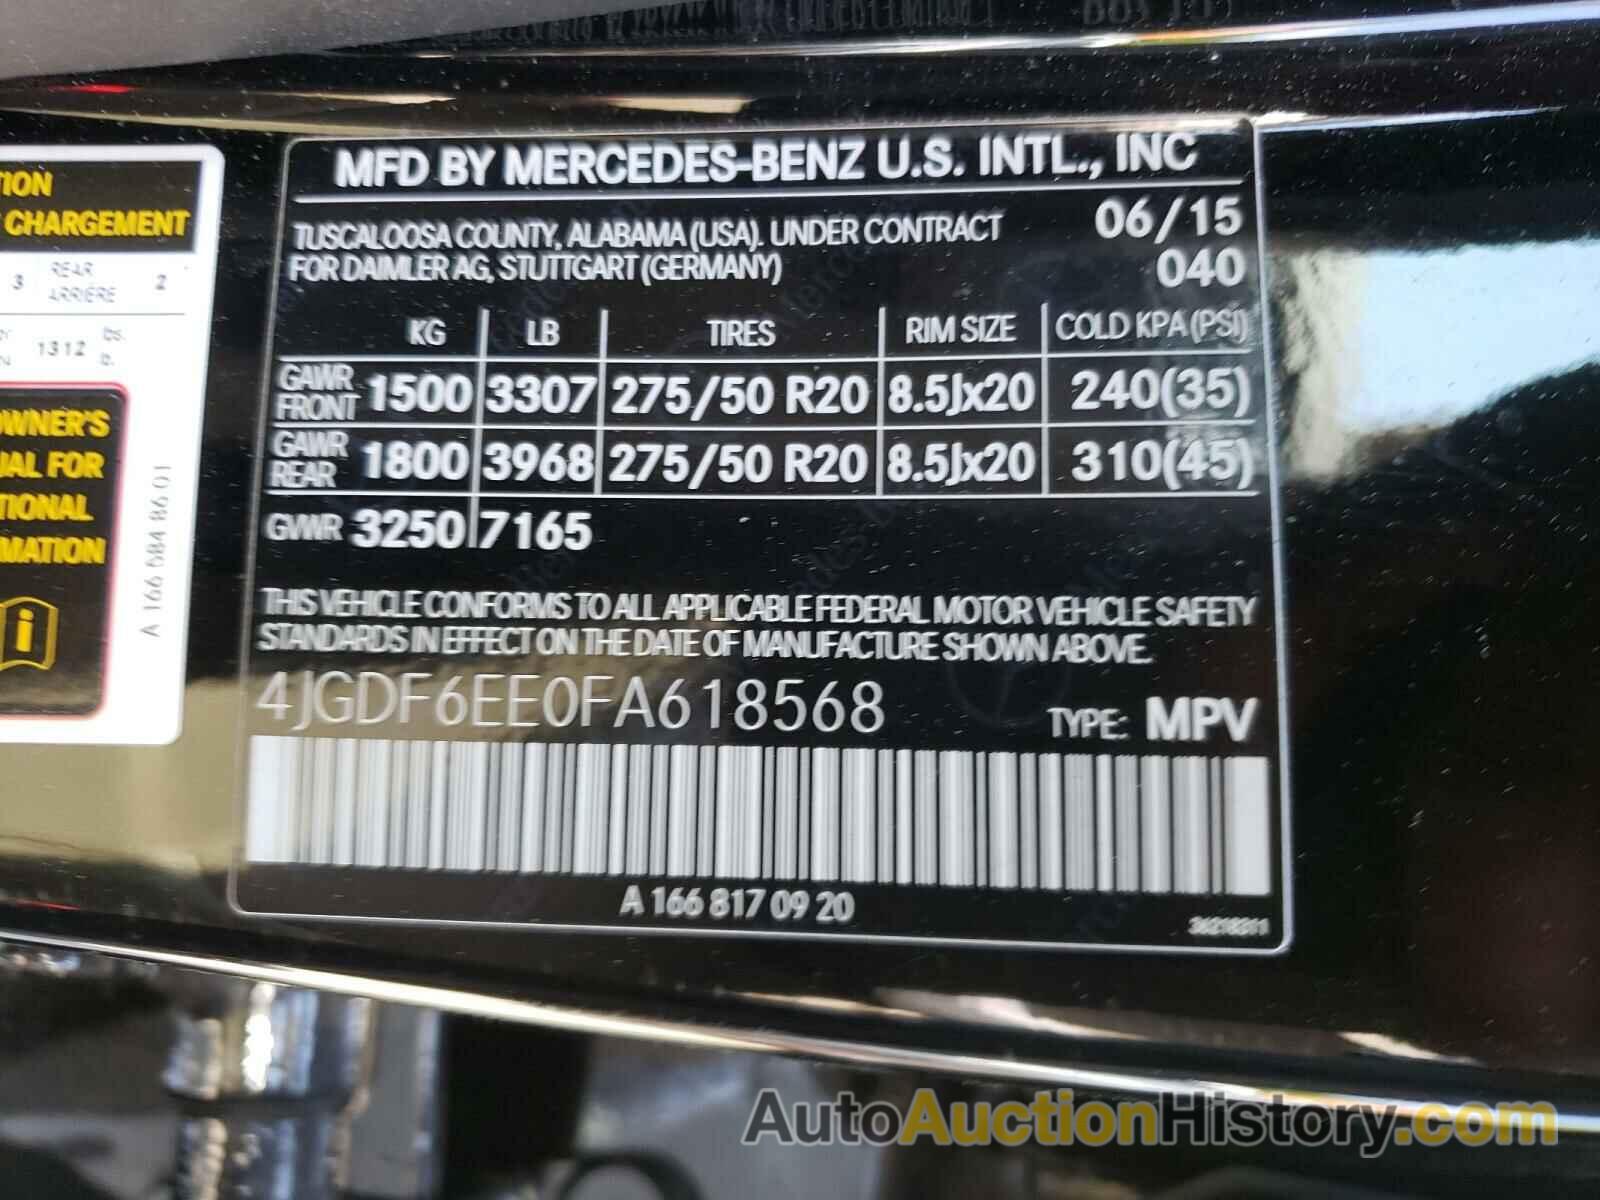 TION
CHARGEMENT
3 REAR ARRIÈRE 2
1312 lbs. lb.
OWNER'S
UAL FOR
TIONAL
MATION
A 166 584 86 01
MFD BY MERCEDES-BENZ U.S. INTL., INC
TUSCALOOSA COUNTY, ALABAMA (USA). UNDER CONTRACT 06/15
FOR DAIMLER AG, STUTTGART (GERMANY) 040
KG LB TIRES RIM SIZE COLD KPA (PSI)
GAWR FRONT 1500 3307 275/50 R20 8.5Jx20 240(35)
GAWR REAR 1800 3968 275/50 R20 8.5Jx20 310(45)
GVWR 3250 7165
THIS VEHICLE CONFORMS TO ALL APPLICABLE FEDERAL MOTOR VEHICLE SAFETY
STANDARDS IN EFFECT ON THE DATE OF MANUFACTURE SHOWN ABOVE.
4JGDF6EE0FA618568 TYPE: MPV
A 166 817 09 20
36218311
AutoAuctionHistory.com